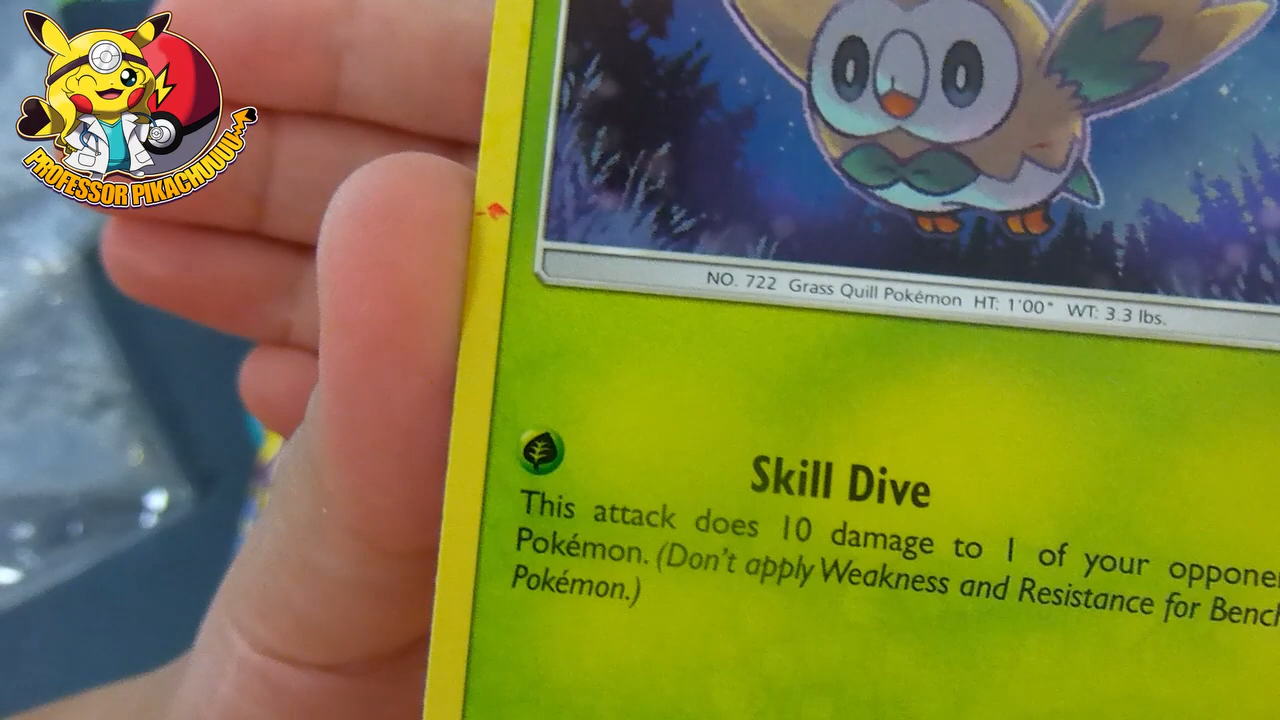 PROFESSOR PIKACHUUU
NO. 722 Grass Quill Pokémon HT: 1'00" WT: 3.3 lbs.
Skill Dive
This attack does 10 damage to 1 of your
Pokémon. (Don't apply Weakness and Resistance for
Pokémon.)